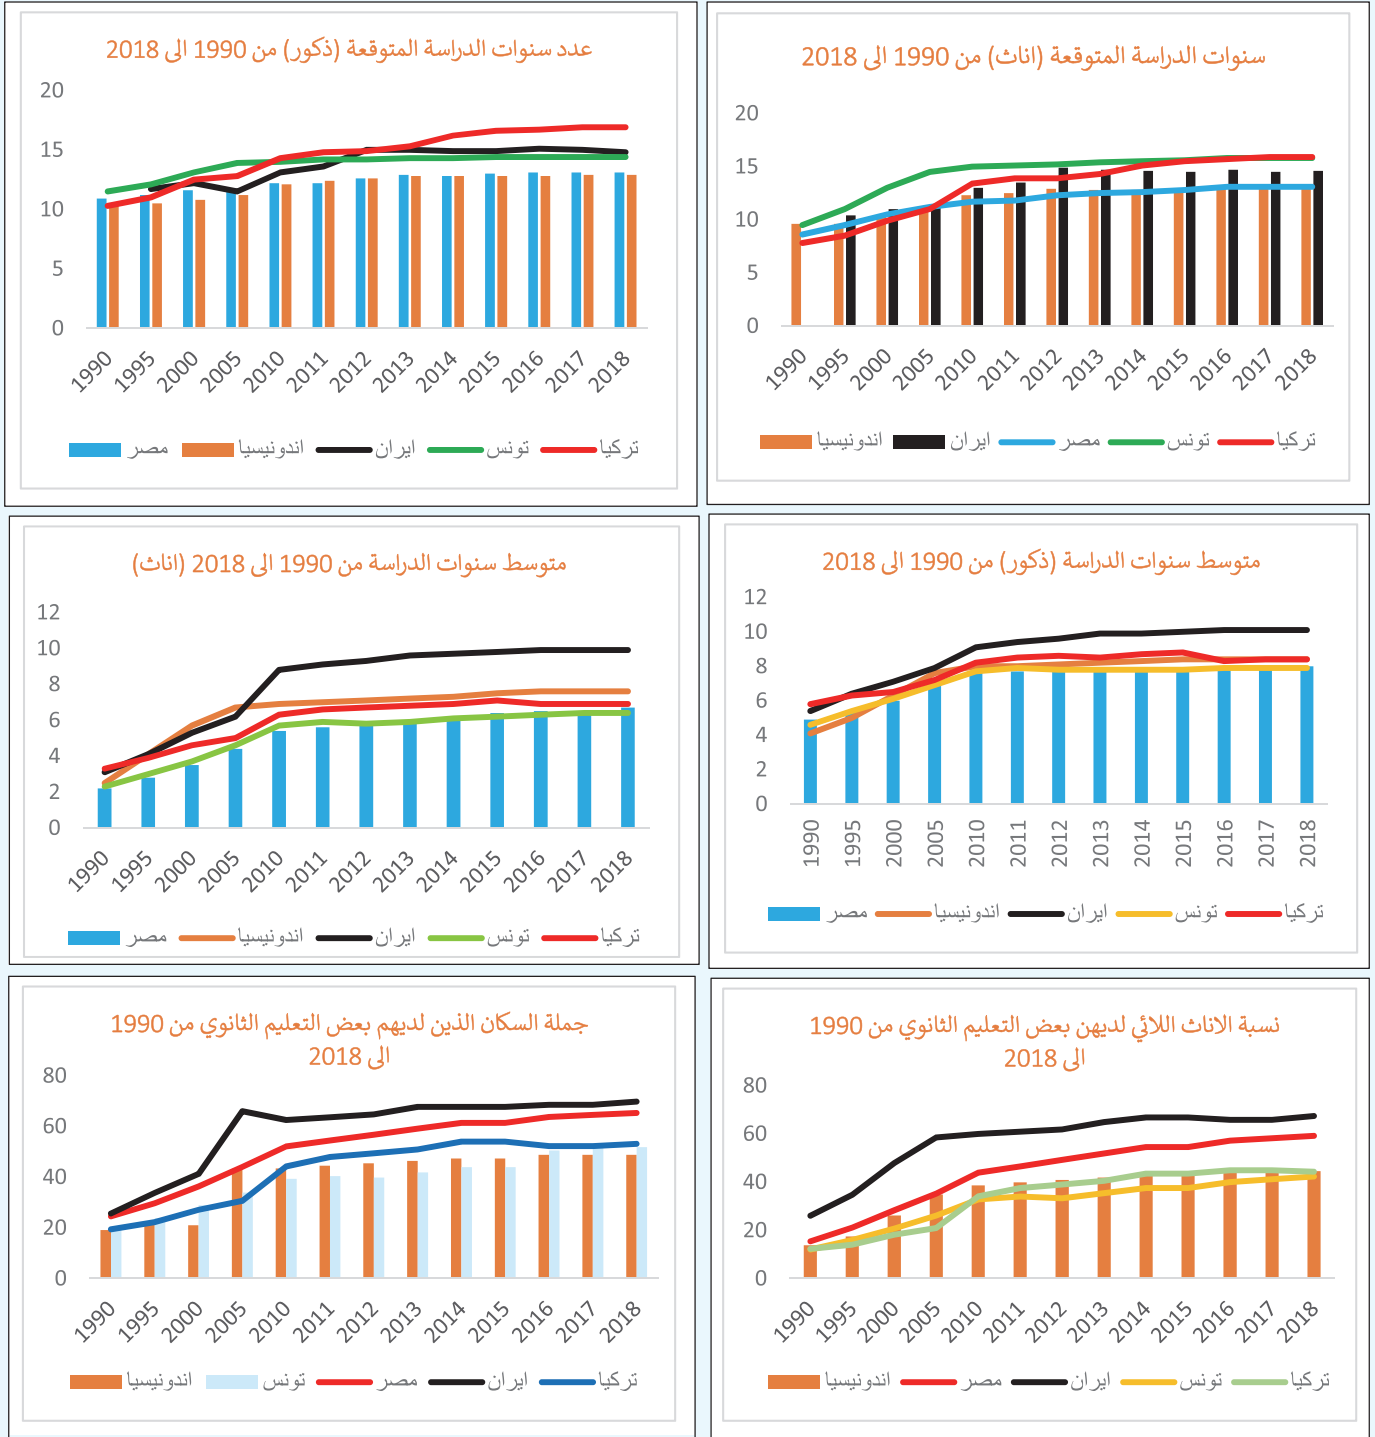 سنوات الدراسة المتوقعة (اناث) من 1990 الى 2018
20
15
10
5
0
1990 1995 2000 2005 2010 2011 2012 2013 2014 2015 2016 2017 2018
اندونيسيا ايران مصر تونس تركيا
عدد سنوات الدراسة المتوقعة (ذكور) من 1990 الى 2018
20
15
10
5
0
1990 1995 2000 2005 2010 2011 2012 2013 2014 2015 2016 2017 2018
مصر اندونيسيا ايران تونس تركيا
متوسط سنوات الدراسة (ذكور) من 1990 الى 2018
12
10
8
6
4
2
0
1990 1995 2000 2005 2010 2011 2012 2013 2014 2015 2016 2017 2018
مصر اندونيسيا ايران تونس تركيا
متوسط سنوات الدراسة من 1990 الى 2018 (اناث)
12
10
8
6
4
2
0
1990 1995 2000 2005 2010 2011 2012 2013 2014 2015 2016 2017 2018
مصر اندونيسيا ايران تونس تركيا
نسبة الاناث اللائي لديهن بعض التعليم الثانوي من 1990
الى 2018
80
60
40
20
0
1990 1995 2000 2005 2010 2011 2012 2013 2014 2015 2016 2017 2018
اندونيسيا مصر ايران تونس تركيا
جملة السكان الذين لديهم بعض التعليم الثانوي من 1990
الى 2018
80
60
40
20
0
1990 1995 2000 2005 2010 2011 2012 2013 2014 2015 2016 2017 2018
اندونيسيا تونس مصر ايران تركيا